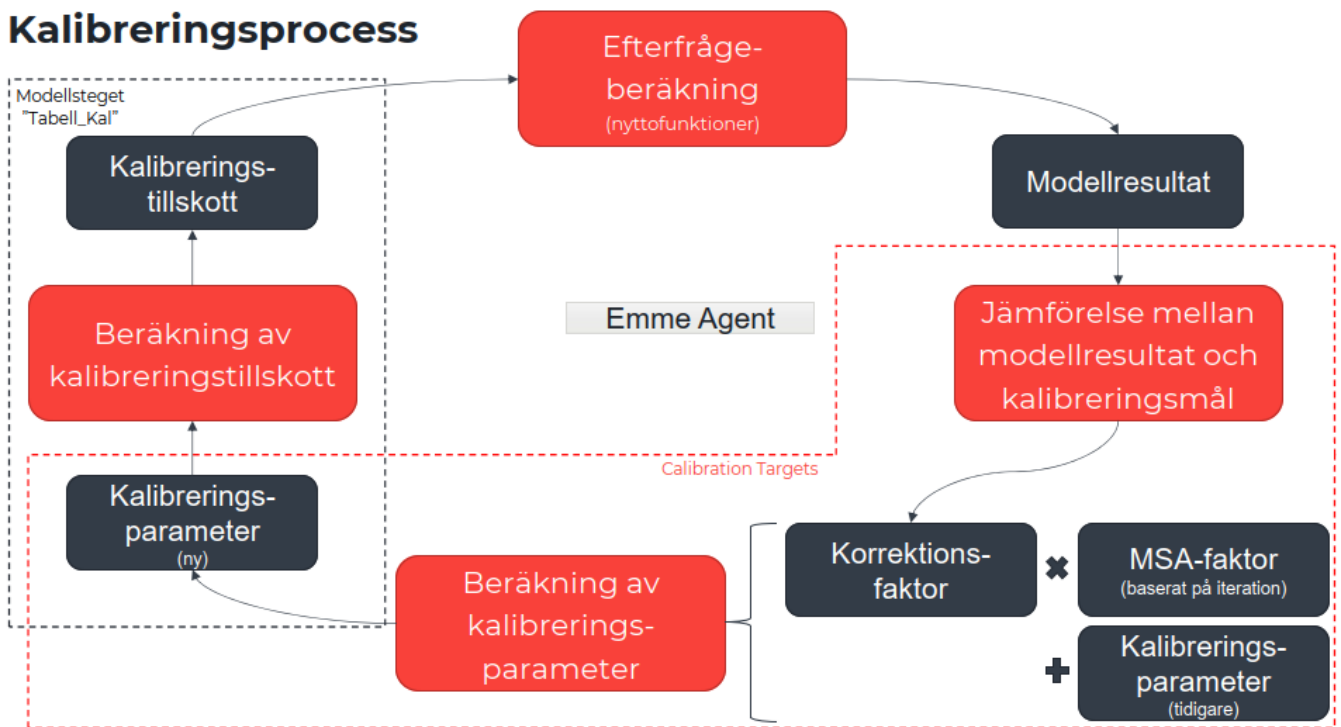 Kalibreringsprocess
Modellsteget
"Tabell_Kal"
Kalibrerings-
tillskott
Beräkning av
kalibreringstillskott
Kalibrerings-
parameter
(ny)
Efterfråge-
beräkning
(nyttofunktioner)
Modellresultat
Emme Agent
Jämförelse mellan
modellresultat och
kalibreringsmål
Calibration Targets
Korrektions-
faktor
✖
MSA-faktor
(baserat på iteration)
✚
Kalibrerings-
parameter
(tidigare)
Beräkning av
kalibrerings-
parameter